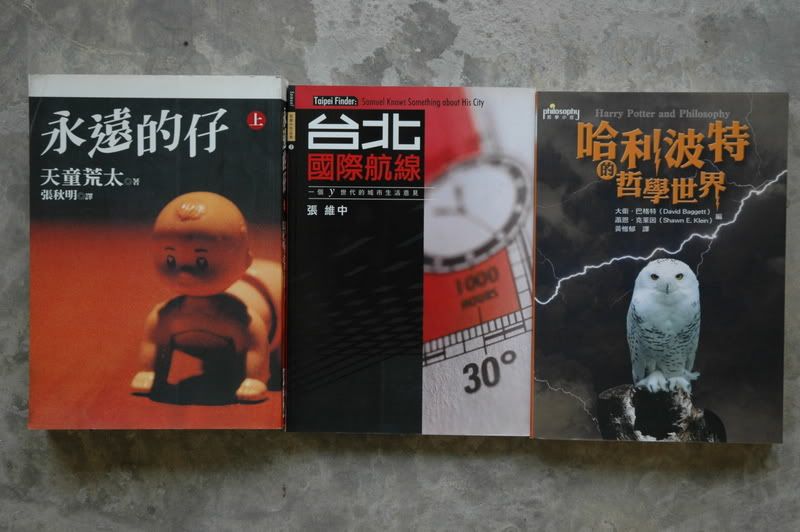 永遠的仔
上
天童荒太◎著
張秋明◎譯
Taipei Finder: Samuel Knows Something about His City
台北
國際航線
一個y世代的城市生活意見
張 維中
1000
HOURS
30°
philosophy
Harry Potter and Philosophy
哈利波特
的哲學世界
大衛・巴格特(David Baggett)
蕭恩・克萊因(Shawn E. Klein) 編
黃惟郁 譯